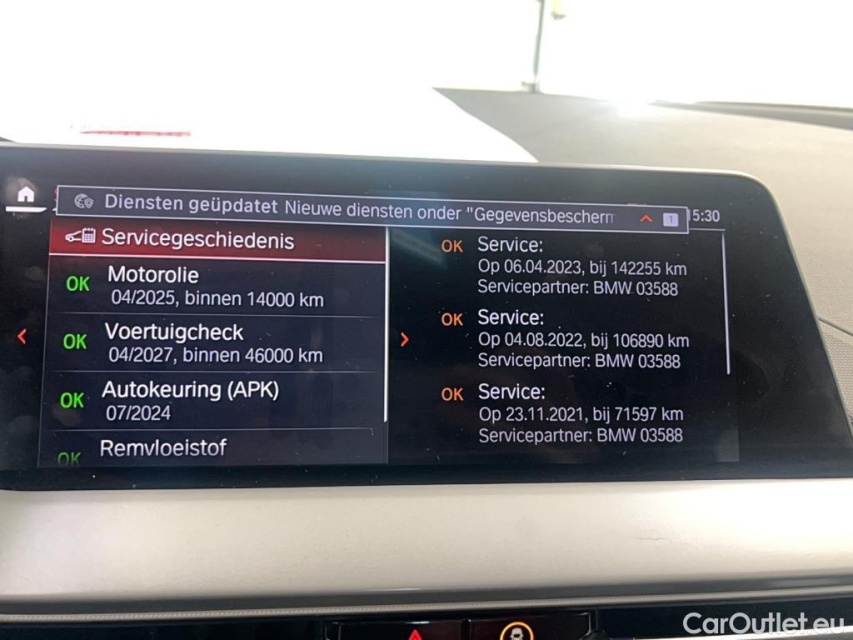 Diensten geüpdatet Nieuwe diensten onder "Gegevensbescherm
1
5:30
Servicegeschiedenis
OK Motorolie
04/2025, binnen 14000 km
OK Voertuigcheck
04/2027, binnen 46000 km
OK Autokeuring (APK)
07/2024
OK Remvloeistof
OK Service:
Op 06.04.2023, bij 142255 km
Servicepartner: BMW 03588
OK Service:
Op 04.08.2022, bij 106890 km
Servicepartner: BMW 03588
OK Service:
Op 23.11.2021, bij 71597 km
Servicepartner: BMW 03588
CarOutlet.eu